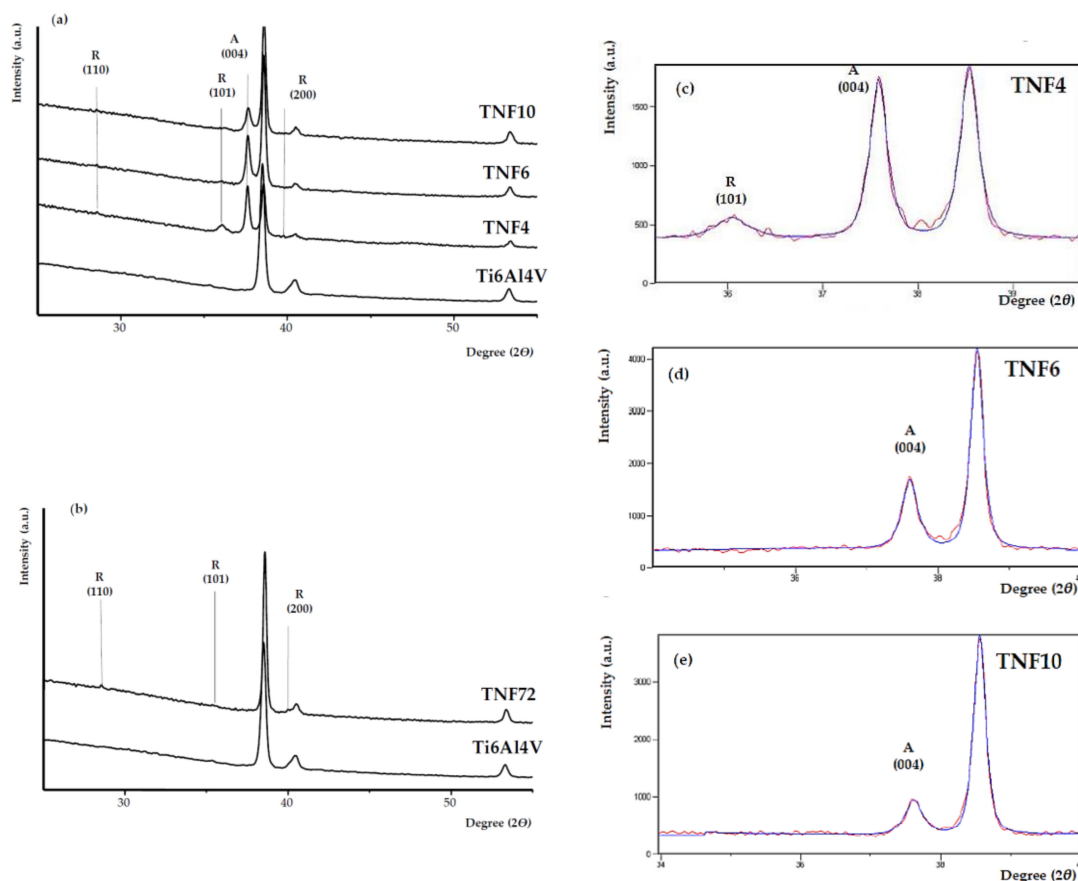 (a)
Intensity (a.u.)
R
(110)
R
(101)
A
(004)
R
(200)
TNF10
TNF6
TNF4
Ti6Al4V
30
40
50
Degree (2Θ)
(b)
Intensity (a.u.)
R
(110)
R
(101)
R
(200)
TNF72
Ti6Al4V
30
40
50
Degree (2Θ)
(c)
Intensity (a.u.)
TNF4
A
(004)
R
(101)
1500
1000
500
0
36
37
38
39
Degree (2θ)
(d)
Intensity (a.u.)
TNF6
A
(004)
4000
3000
2000
1000
0
36
38
Degree (2θ)
(e)
Intensity (a.u.)
TNF10
A
(004)
3000
2000
1000
0
34
36
38
Degree (2θ)